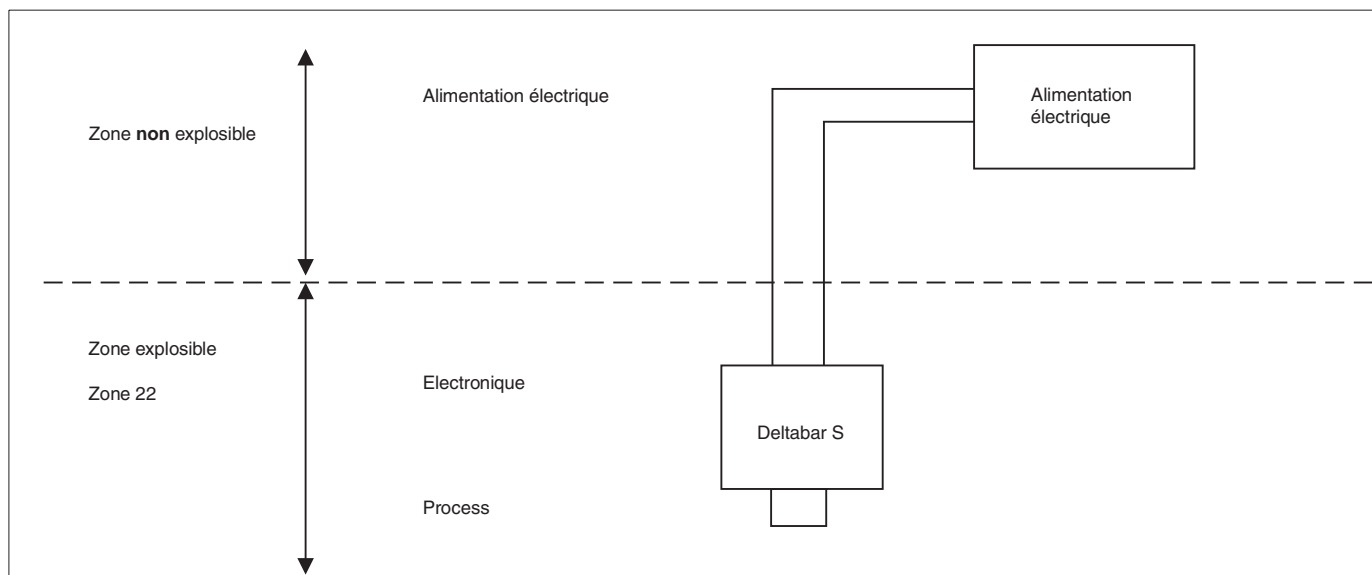 Alimentation électrique
Alimentation
électrique
Zone non explosible
Zone explosible
Zone 22
Electronique
Deltabar S
Process